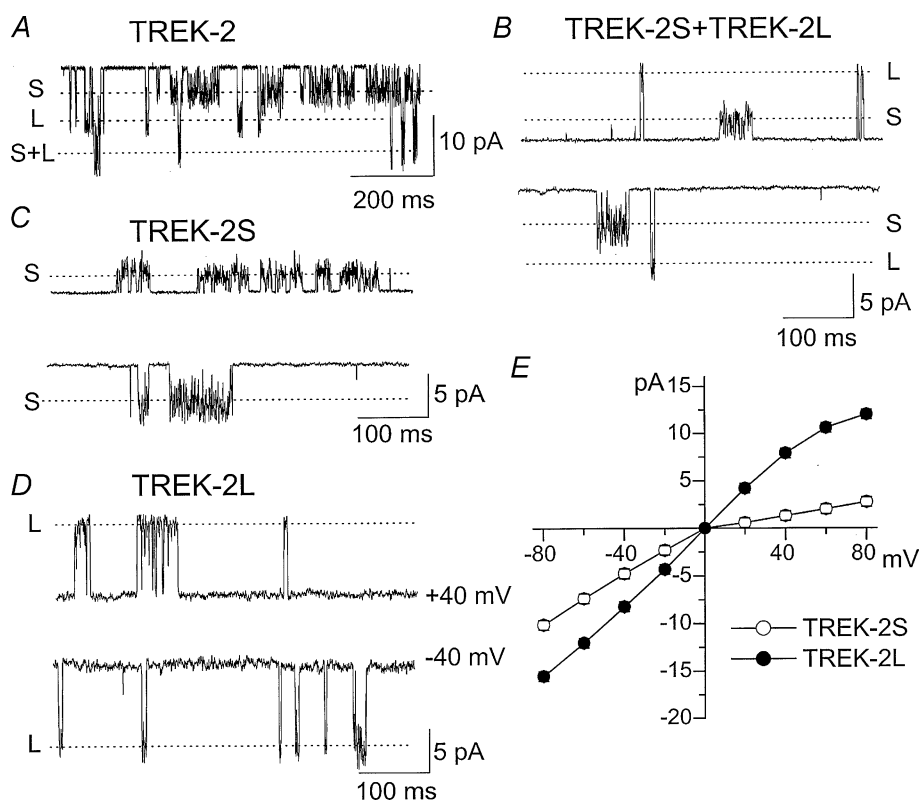 A
TREK-2
S
L
S+L
10 pA
200 ms
B
TREK-2S+TREK-2L
L
S
S
L
5 pA
100 ms
C
TREK-2S
S
S
5 pA
100 ms
D
TREK-2L
L
+40 mV
-40 mV
L
5 pA
100 ms
E
pA
15
10
5
-80
-40
40
80
mV
-5
-10
-15
-20
TREK-2S
TREK-2L